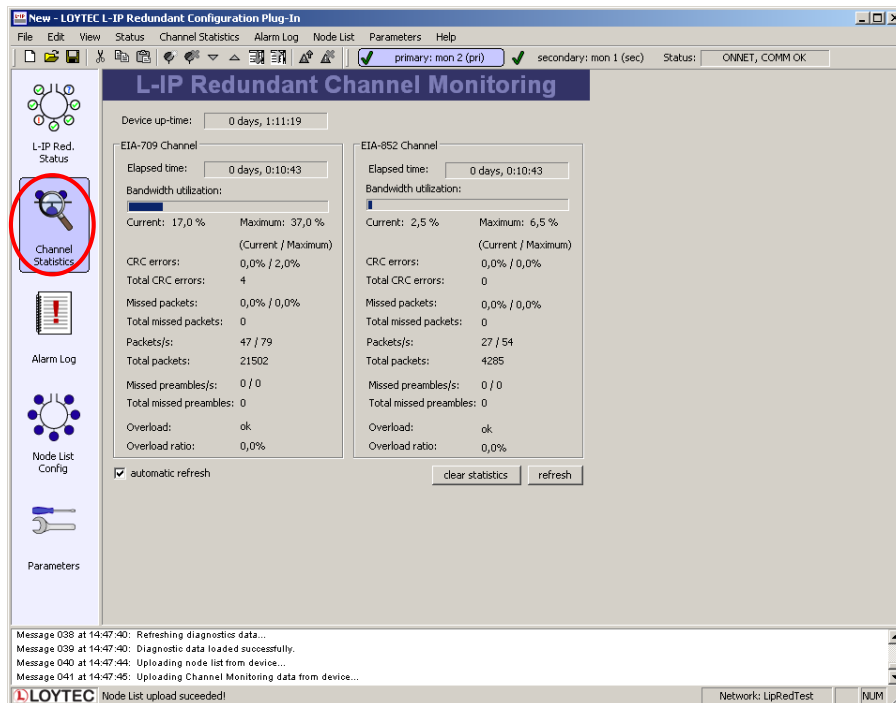 New - LOYTEC L-IP Redundant Configuration Plug-In
File Edit View Status Channel Statistics Alarm Log Node List Parameters Help
primary: mon 2 (pri) secondary: mon 1 (sec) Status: ONNET, COMM OK
L-IP Redundant Channel Monitoring
L-IP Red.
Status
Channel
Statistics
Alarm Log
Node List
Config
Parameters
Device up-time: 0 days, 1:11:19
EIA-709 Channel
Elapsed time: 0 days, 0:10:43
Bandwidth utilization:
Current: 17,0 % Maximum: 37,0 %
(Current / Maximum)
CRC errors: 0,0% / 2,0%
Total CRC errors: 4
Missed packets: 0,0% / 0,0%
Total missed packets: 0
Packets/s: 47 / 79
Total packets: 21502
Missed preambles/s: 0 / 0
Total missed preambles: 0
Overload: ok
Overload ratio: 0,0%
EIA-852 Channel
Elapsed time: 0 days, 0:10:43
Bandwidth utilization:
Current: 2,5 % Maximum: 6,5 %
(Current / Maximum)
CRC errors: 0,0% / 0,0%
Total CRC errors: 0
Missed packets: 0,0% / 0,0%
Total missed packets: 0
Packets/s: 27 / 54
Total packets: 4285
Missed preambles/s: 0 / 0
Total missed preambles: 0
Overload: ok
Overload ratio: 0,0%
automatic refresh clear statistics refresh
Message 038 at 14:47:40: Refreshing diagnostics data...
Message 039 at 14:47:40: Diagnostic data loaded successfully.
Message 040 at 14:47:44: Uploading node list from device...
Message 041 at 14:47:45: Uploading Channel Monitoring data from device...
LOYTEC Node List upload suceeded! Network: LipRedTest NUM